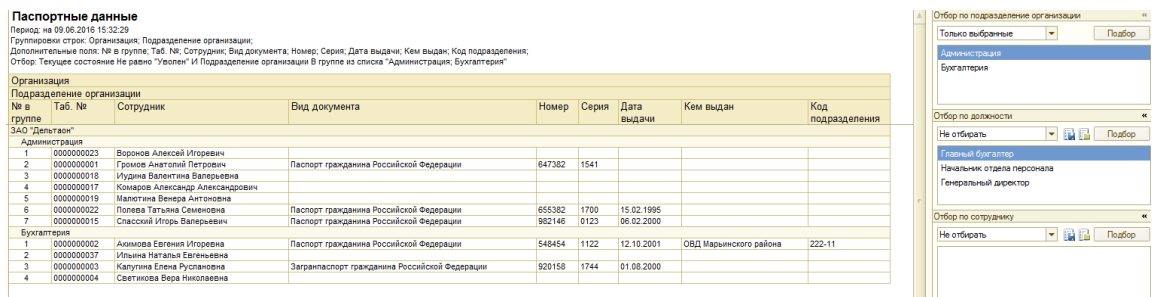 Паспортные данные
Период: на 09.06.2016 15:32:29
Группировки строк: Организация; Подразделение организации;
Дополнительные поля: № в группе; Таб. №; Сотрудник; Вид документа; Номер; Серия; Дата выдачи; Кем выдан; Код подразделения;
Отбор: Текущее состояние Не равно "Уволен" И Подразделение организации В группе из списка "Администрация; Бухгалтерия"
Организация
Подразделение организации
№ в группе Таб. № Сотрудник Вид документа Номер Серия Дата выдачи Кем выдан Код подразделения
ЗАО "Дельтаон"
Администрация
1 0000000023 Воронов Алексей Игоревич
2 0000000001 Громов Анатолий Петрович Паспорт гражданина Российской Федерации 647382 1541
3 0000000018 Иудина Валентина Валерьевна
4 0000000017 Комаров Александр Александрович
5 0000000019 Малютина Венера Антоновна
6 0000000022 Попева Татьяна Семеновна Паспорт гражданина Российской Федерации 655382 1700 15.02.1995
7 0000000015 Спасский Игорь Валерьевич Паспорт гражданина Российской Федерации 982146 0123 06.02.2000
Бухгалтерия
1 0000000002 Акимова Евгения Игоревна Паспорт гражданина Российской Федерации 548454 1122 12.10.2001 ОВД Марьинского района 222-11
2 0000000037 Ильина Наталья Евгеньевна
3 0000000003 Калугина Елена Руслановна Загранпаспорт гражданина Российской Федерации 920158 1744 01.08.2000
4 0000000004 Светикова Вера Николаевна
Отбор по подразделение организации
Только выбранные Подбор
Администрация
Бухгалтерия
Отбор по должности
Не отбирать Подбор
Главный бухгалтер
Начальник отдела персонала
Генеральный директор
Отбор по сотруднику
Не отбирать Подбор